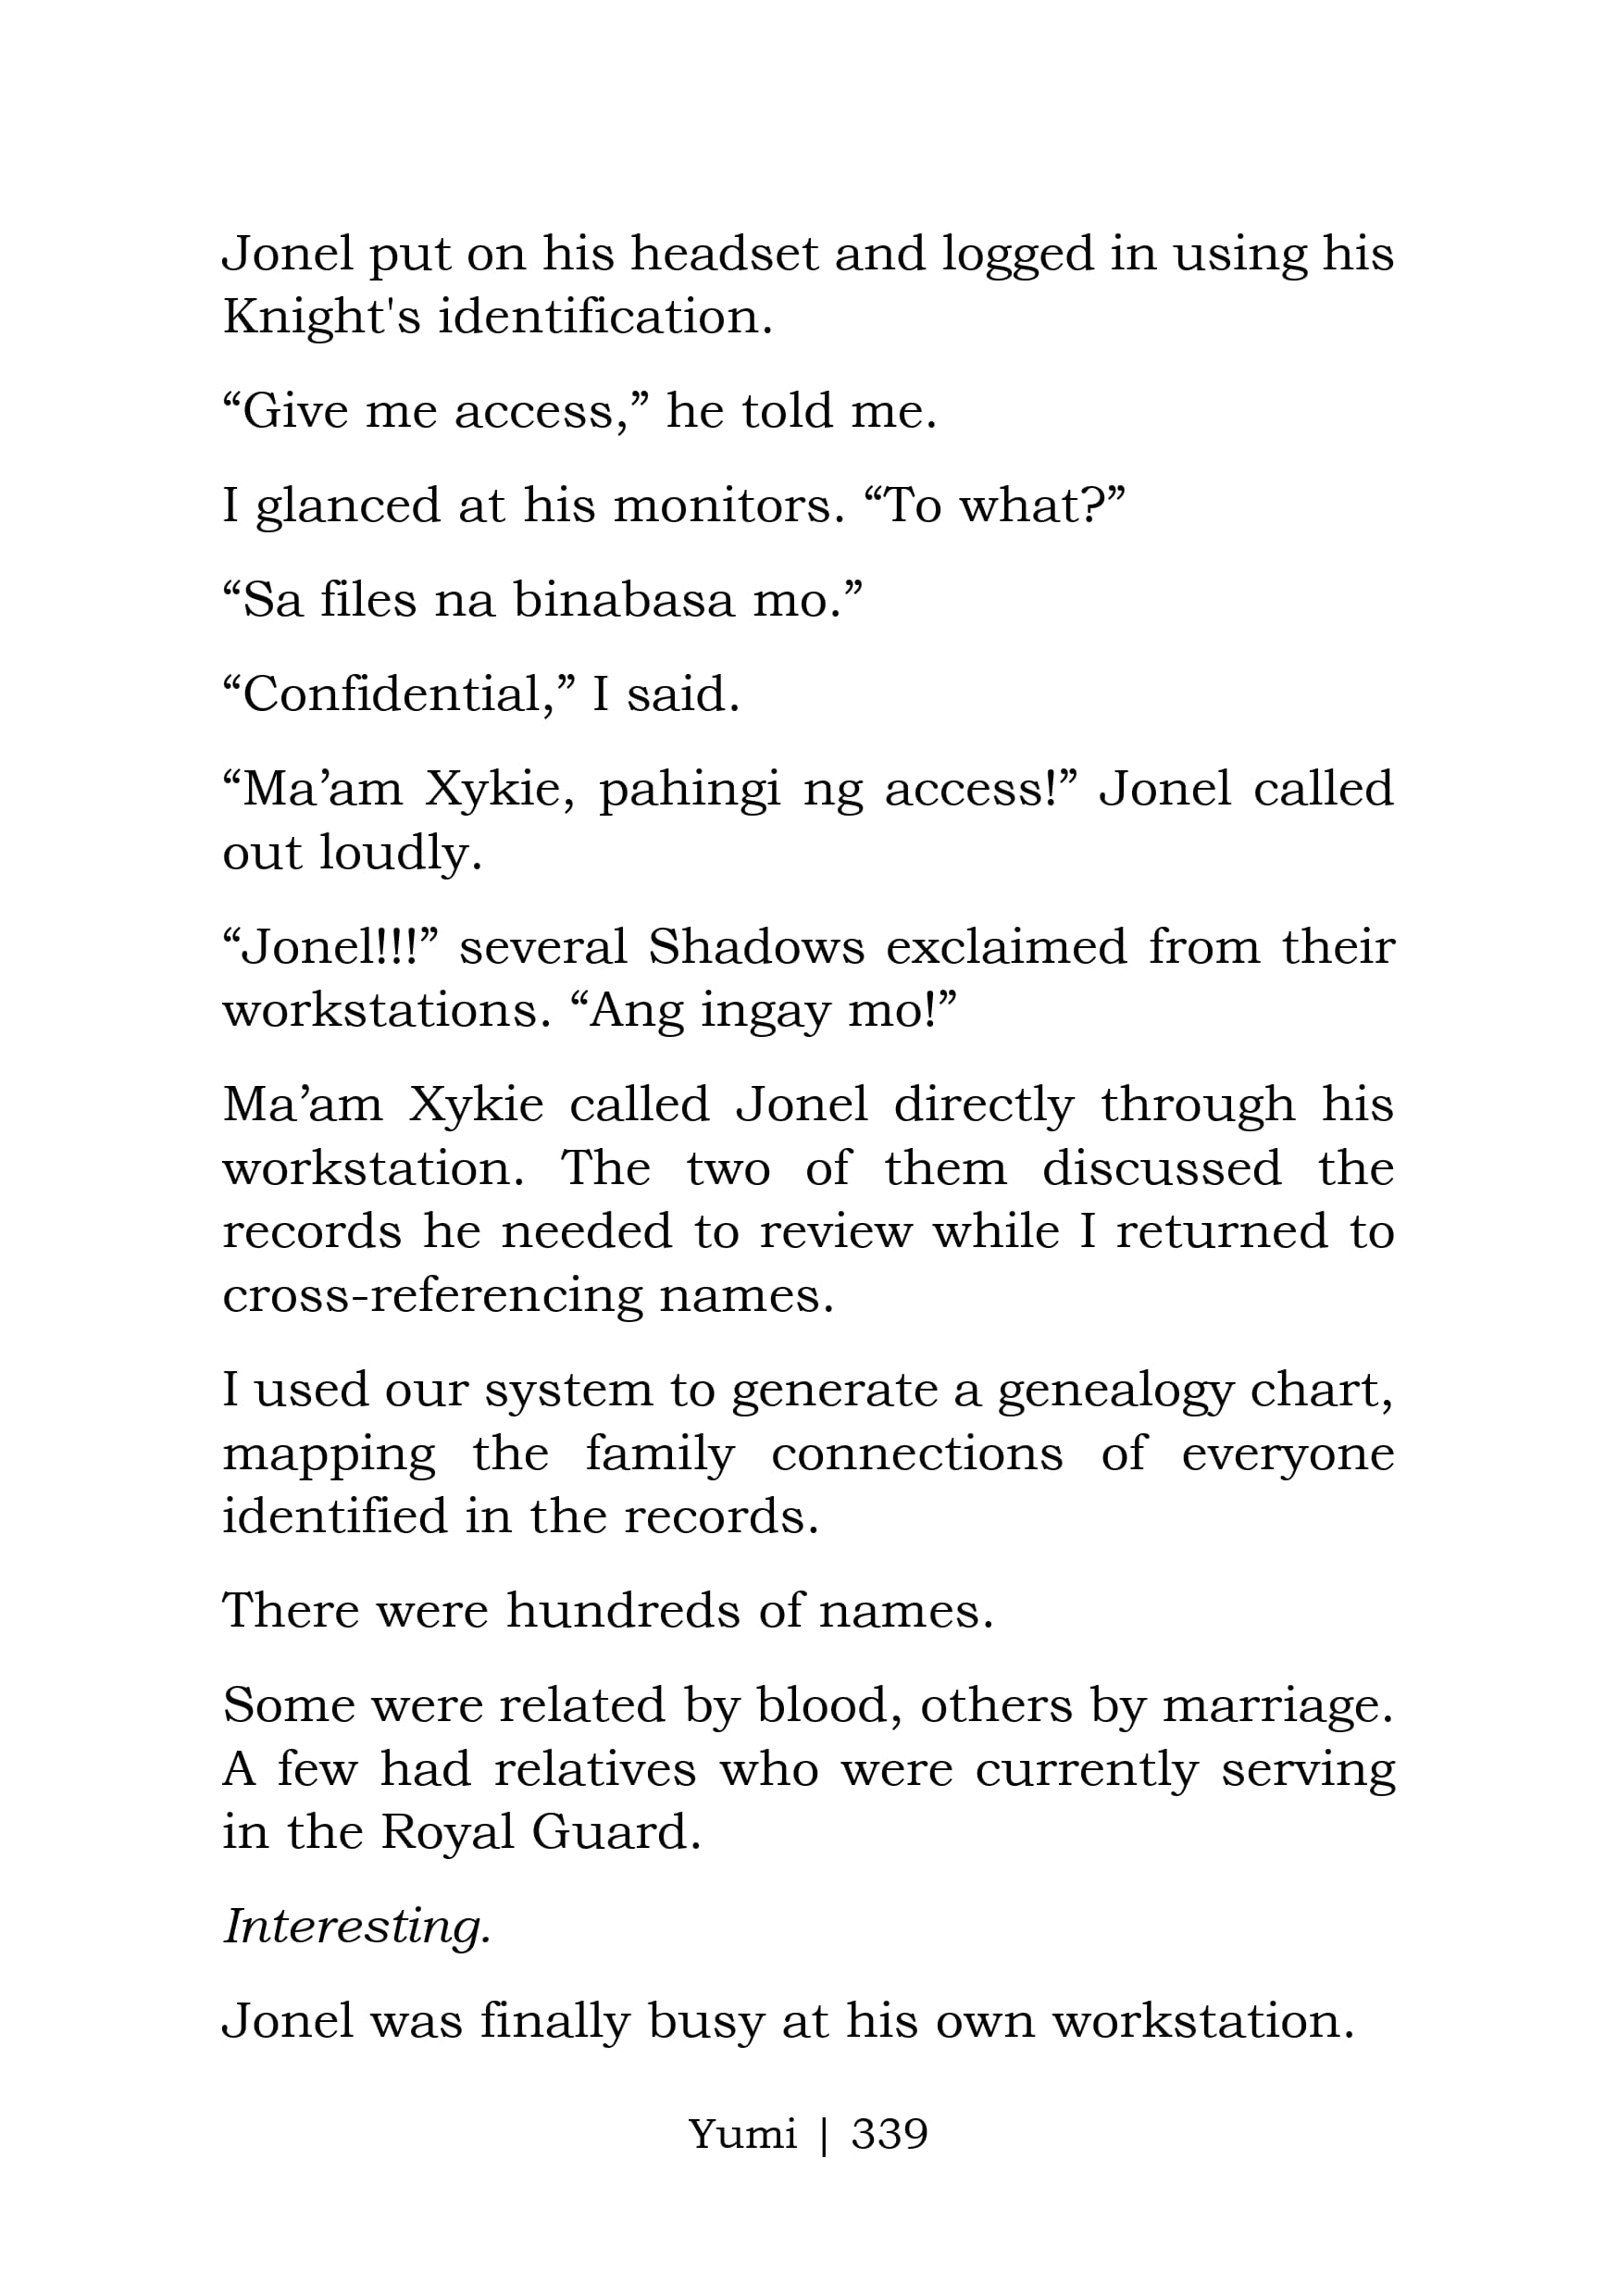 Jonel put on his headset and logged in using his
Knight's identification.
“Give me access,” he told me.
I glanced at his monitors. “To what?”
“Sa files na binabasa mo.”
“Confidential,” I said.
“Ma’am Xykie, pahingi ng access!” Jonel called
out loudly.
“Jonel!!!” several Shadows exclaimed from their
workstations. “Ang ingay mo!”
Ma’am Xykie called Jonel directly through his
workstation. The two of them discussed the
records he needed to review while I returned to
cross-referencing names.
I used our system to generate a genealogy chart,
mapping the family connections of everyone
identified in the records.
There were hundreds of names.
Some were related by blood, others by marriage.
A few had relatives who were currently serving
in the Royal Guard.
Interesting.
Jonel was finally busy at his own workstation.
Yumi | 339